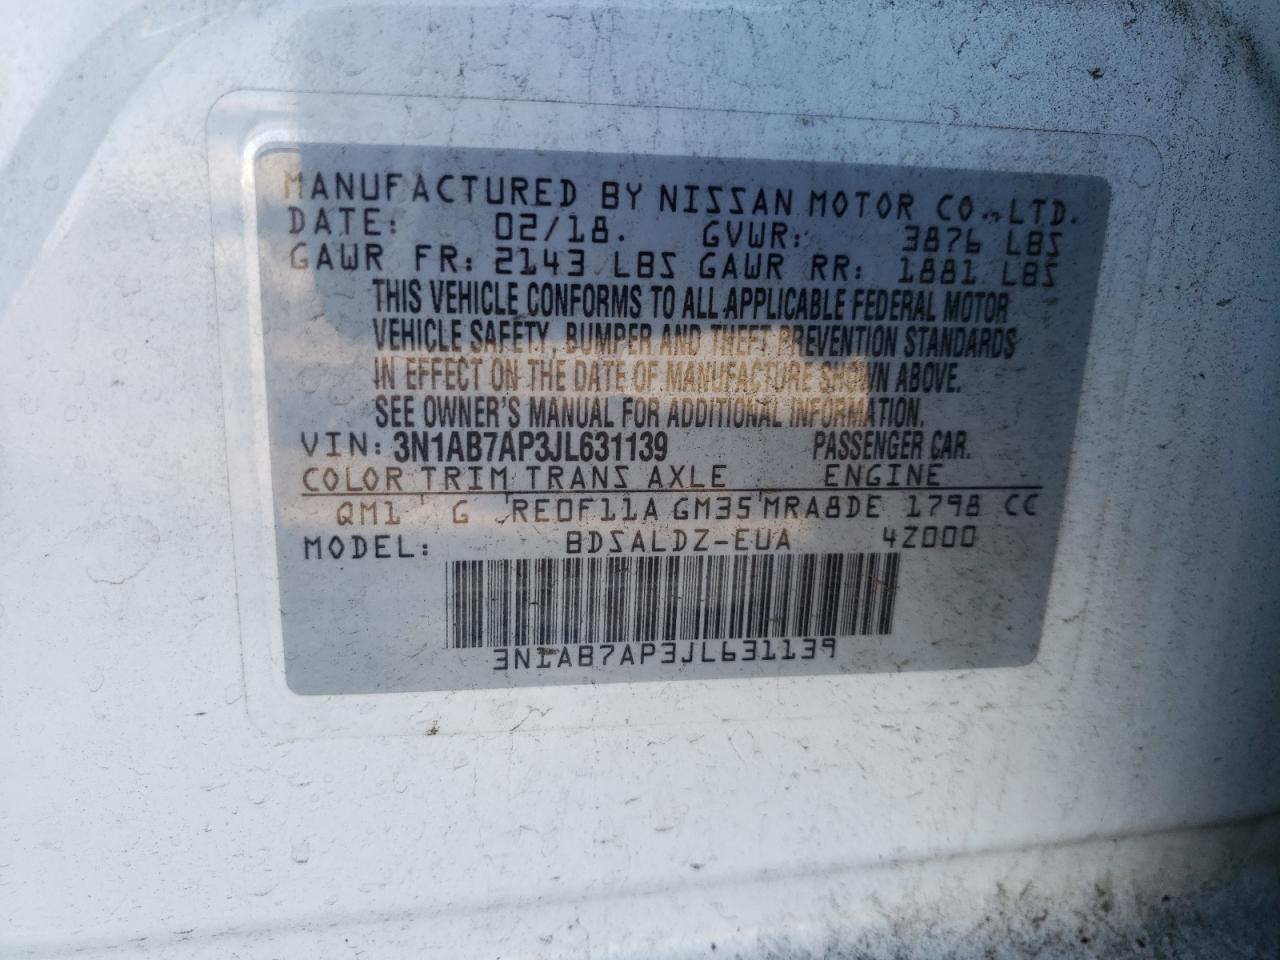 MANUFACTURED BY NISSAN MOTOR CO., LTD.
DATE: 02/18. GVWR: 3876 LBS
GAWR FR: 2143 LBS GAWR RR: 1881 LBS
THIS VEHICLE CONFORMS TO ALL APPLICABLE FEDERAL MOTOR
VEHICLE SAFETY, BUMPER AND THEFT PREVENTION STANDARDS
IN EFFECT ON THE DATE OF MANUFACTURE SHOWN ABOVE.
SEE OWNER'S MANUAL FOR ADDITIONAL INFORMATION.
VIN: 3N1AB7AP3JL631139 PASSENGER CAR.
COLOR TRIM TRANS AXLE ENGINE
QM1 G RE0F11A GM35 MRA8DE 1798 CC
MODEL: BDSALDZ-EUA 4Z000
3N1AB7AP3JL631139